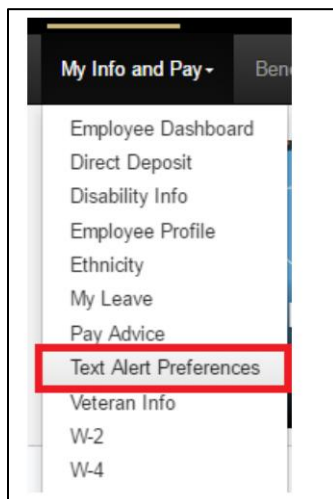 My Info and Pay Bene
Employee Dashboard
Direct Deposit
Disability Info
Employee Profile
Ethnicity
My Leave
Pay Advice
Text Alert Preferences
Veteran Info
W-2
W-4